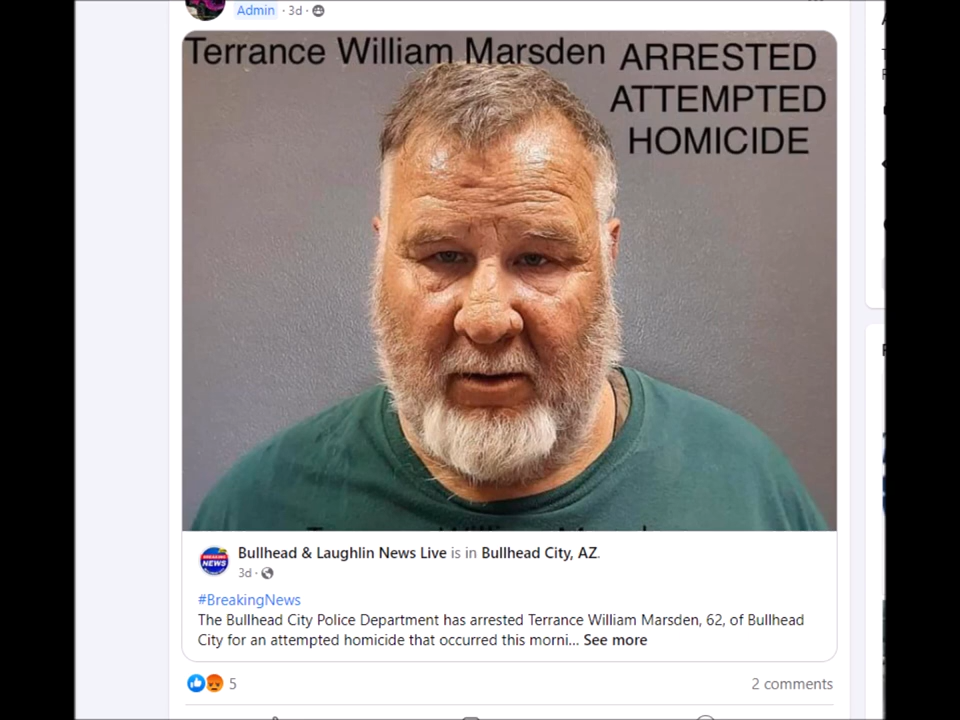 Admin · 3d ·
Terrance William Marsden
ARRESTED
ATTEMPTED
HOMICIDE
Bullhead & Laughlin News Live is in Bullhead City, AZ.
3d ·
BREAKING
NEWS
#BreakingNews
The Bullhead City Police Department has arrested Terrance William Marsden, 62, of Bullhead
City for an attempted homicide that occurred this morni... See more
5
2 comments